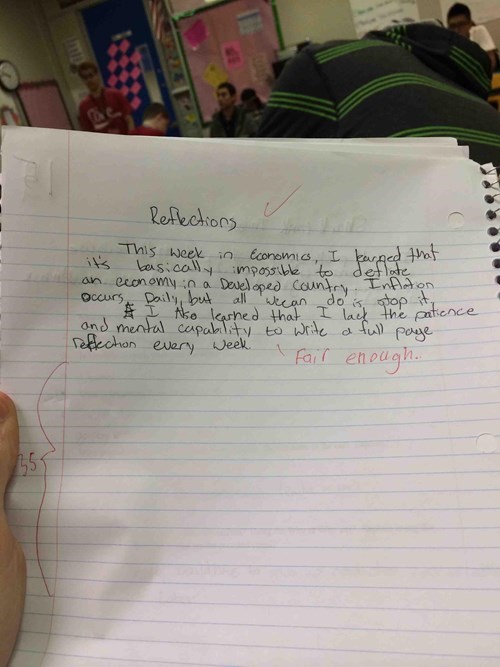 Reflections
This week in Economics, I learned that
it's basically impossible to deflate
an economy in a Developed Country. Inflation
occurs Daily, but all we can do is, stop it.
I Also learned that I lack the patience
and mental capability to write a full page
reflection every week
Fair enough.